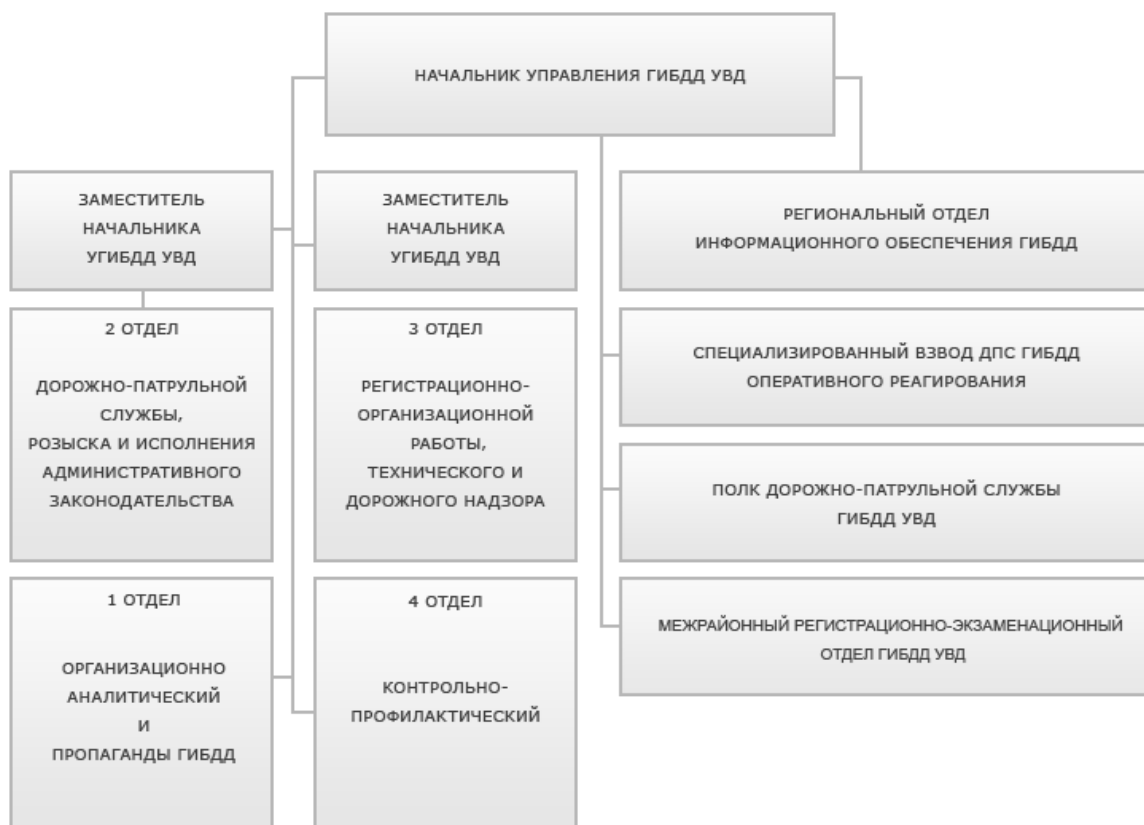 НАЧАЛЬНИК УПРАВЛЕНИЯ ГИБДД УВД
ЗАМЕСТИТЕЛЬ
НАЧАЛЬНИКА
УГИБДД УВД
ЗАМЕСТИТЕЛЬ
НАЧАЛЬНИКА
УГИБДД УВД
РЕГИОНАЛЬНЫЙ ОТДЕЛ
ИНФОРМАЦИОННОГО ОБЕСПЕЧЕНИЯ ГИБДД
2 ОТДЕЛ
ДОРОЖНО-ПАТРУЛЬНОЙ
СЛУЖБЫ,
РОЗЫСКА И ИСПОЛНЕНИЯ
АДМИНИСТРАТИВНОГО
ЗАКОНОДАТЕЛЬСТВА
3 ОТДЕЛ
РЕГИСТРАЦИОННО-
ОРГАНИЗАЦИОННОЙ
РАБОТЫ,
ТЕХНИЧЕСКОГО И
ДОРОЖНОГО НАДЗОРА
СПЕЦИАЛИЗИРОВАННЫЙ ВЗВОД ДПС ГИБДД
ОПЕРАТИВНОГО РЕАГИРОВАНИЯ
ПОЛК ДОРОЖНО-ПАТРУЛЬНОЙ СЛУЖБЫ
ГИБДД УВД
1 ОТДЕЛ
ОРГАНИЗАЦИОННО
АНАЛИТИЧЕСКИЙ
И
ПРОПАГАНДЫ ГИБДД
4 ОТДЕЛ
КОНТРОЛЬНО-
ПРОФИЛАКТИЧЕСКИЙ
МЕЖРАЙОННЫЙ РЕГИСТРАЦИОННО-ЭКЗАМЕНАЦИОННЫЙ
ОТДЕЛ ГИБДД УВД